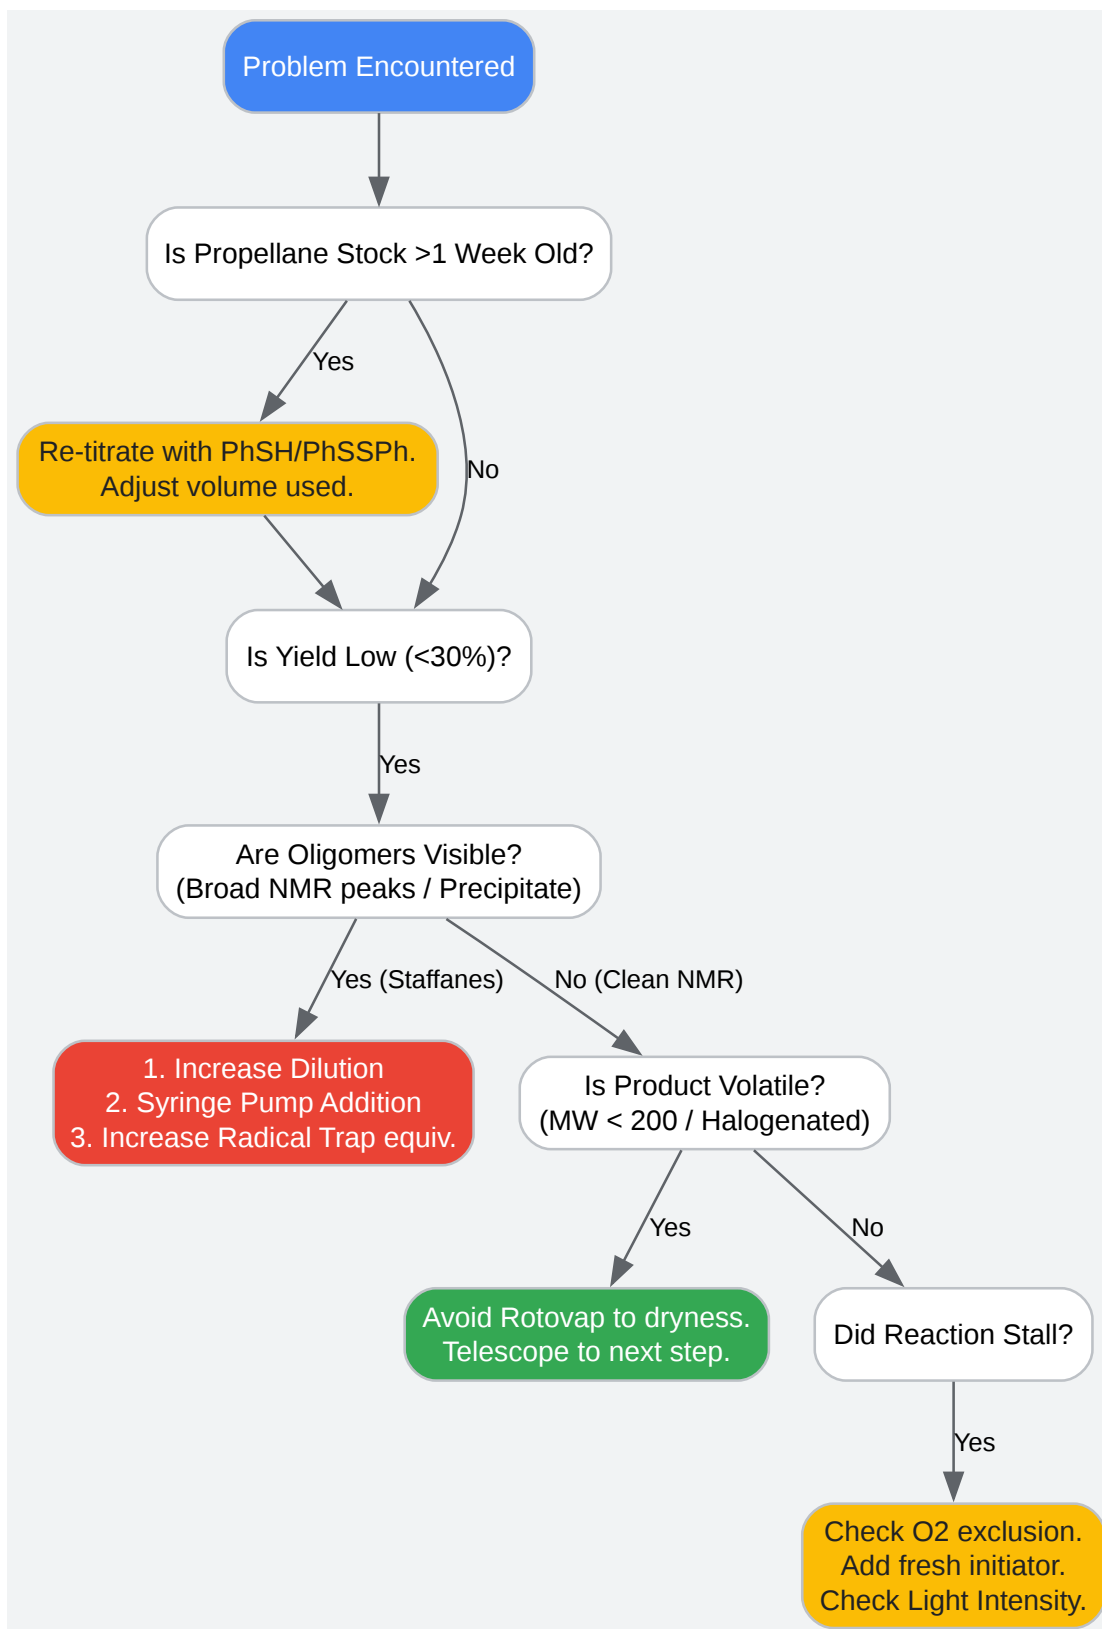 Problem Encountered
Is Propellane Stock >1 Week Old?
Yes
Re-titrate with PhSH/PhSSPh.
Adjust volume used.
No
Is Yield Low (<30%)?
Yes
Are Oligomers Visible?
(Broad NMR peaks / Precipitate)
Yes (Staffanes)
No (Clean NMR)
1. Increase Dilution
2. Syringe Pump Addition
3. Increase Radical Trap equiv.
Is Product Volatile?
(MW < 200 / Halogenated)
Yes
No
Avoid Rotovap to dryness.
Telescope to next step.
Did Reaction Stall?
Yes
Check O2 exclusion.
Add fresh initiator.
Check Light Intensity.